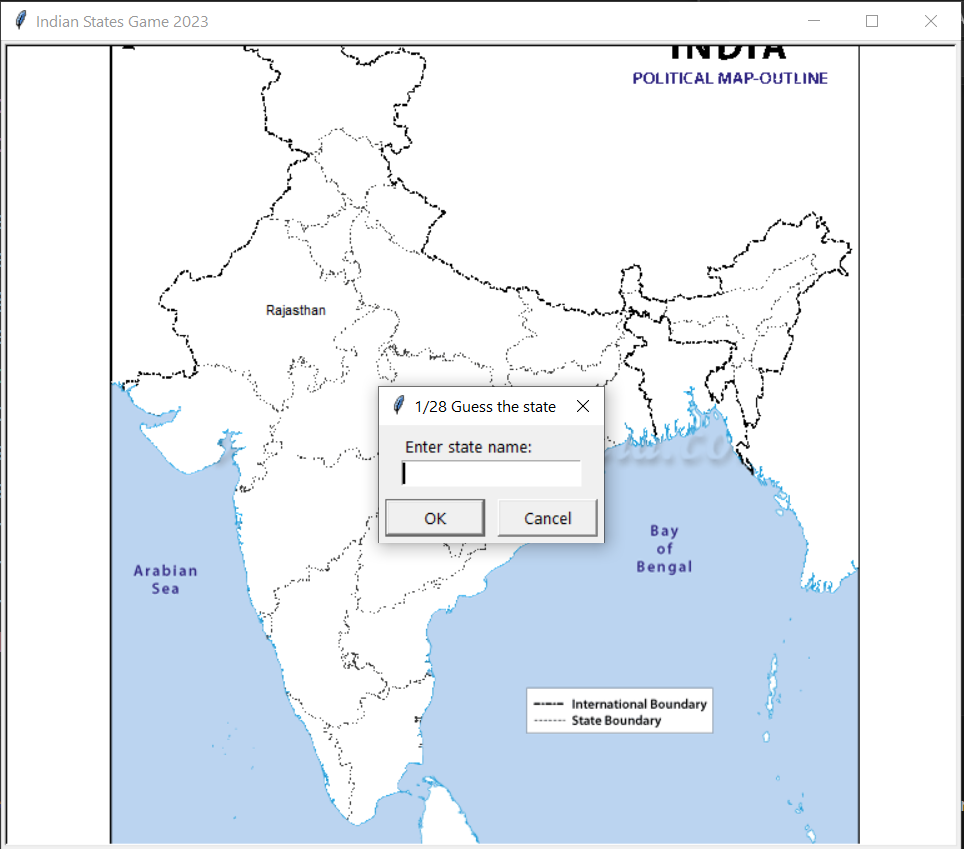 Indian States Game 2023
INDIA
POLITICAL MAP-OUTLINE
Rajasthan
1/28 Guess the state
Enter state name:
OK
Cancel
Bay
of
Bengal
Arabian
Sea
International Boundary
State Boundary